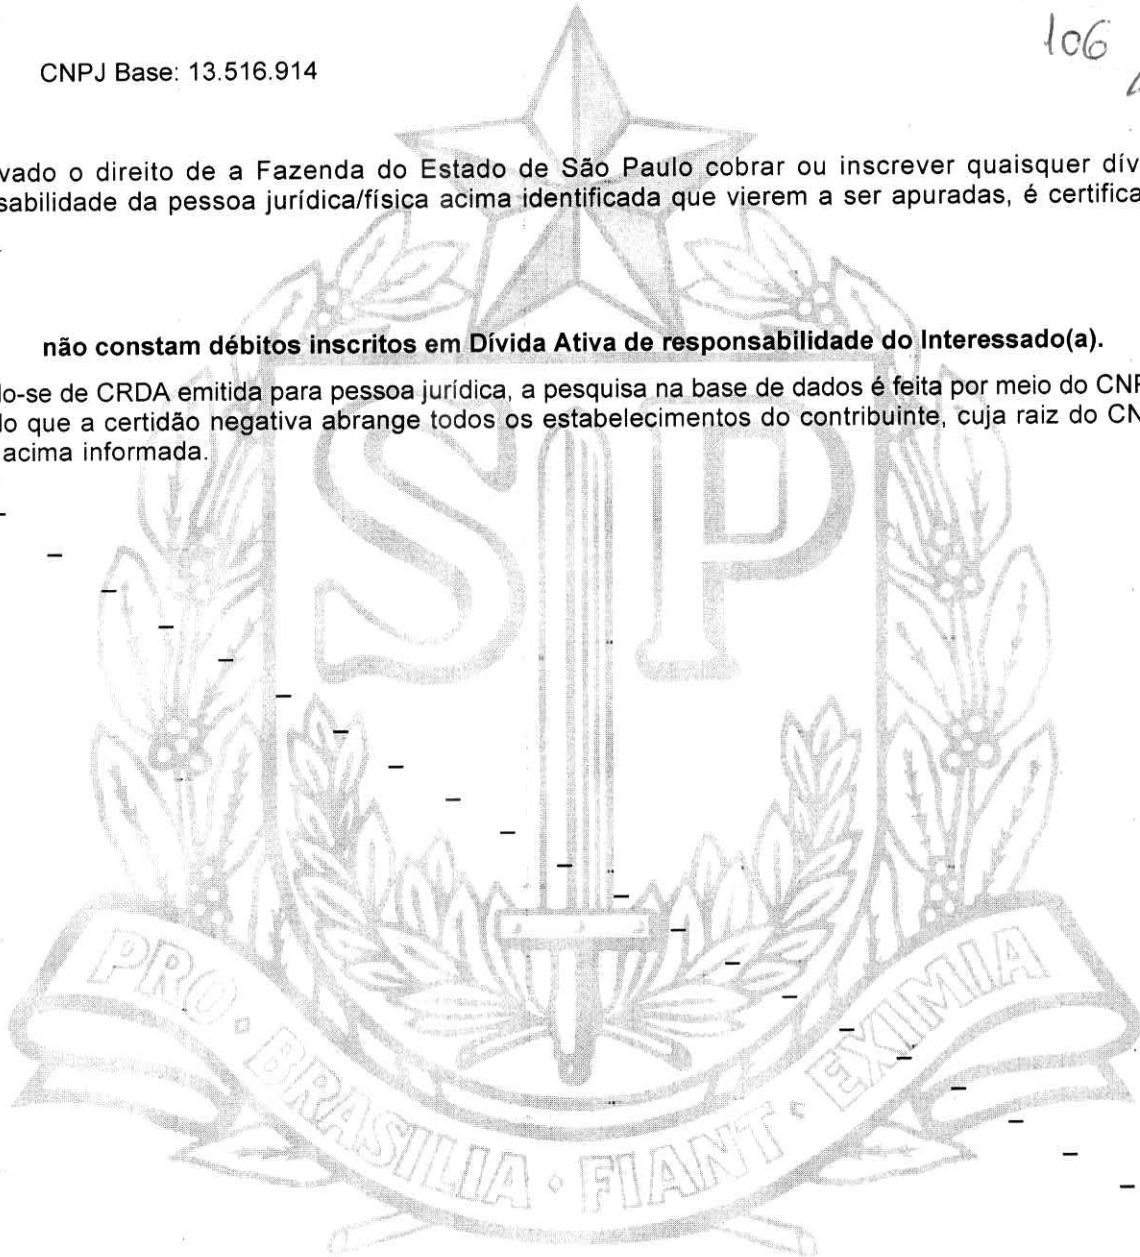 106
CNPJ Base: 13.516.914
vado o direito de a Fazenda do Estado de São Paulo cobrar ou inscrever quaisquer dív
sabilidade da pessoa jurídica/física acima identificada que vierem a ser apuradas, é certifica
não constam débitos inscritos em Dívida Ativa de responsabilidade do Interessado(a).
do-se de CRDA emitida para pessoa jurídica, a pesquisa na base de dados é feita por meio do CNP
do que a certidão negativa abrange todos os estabelecimentos do contribuinte, cuja raiz do CN
acima informada.
SP
PRO · BRASILIA · FIANT · EXIMIA